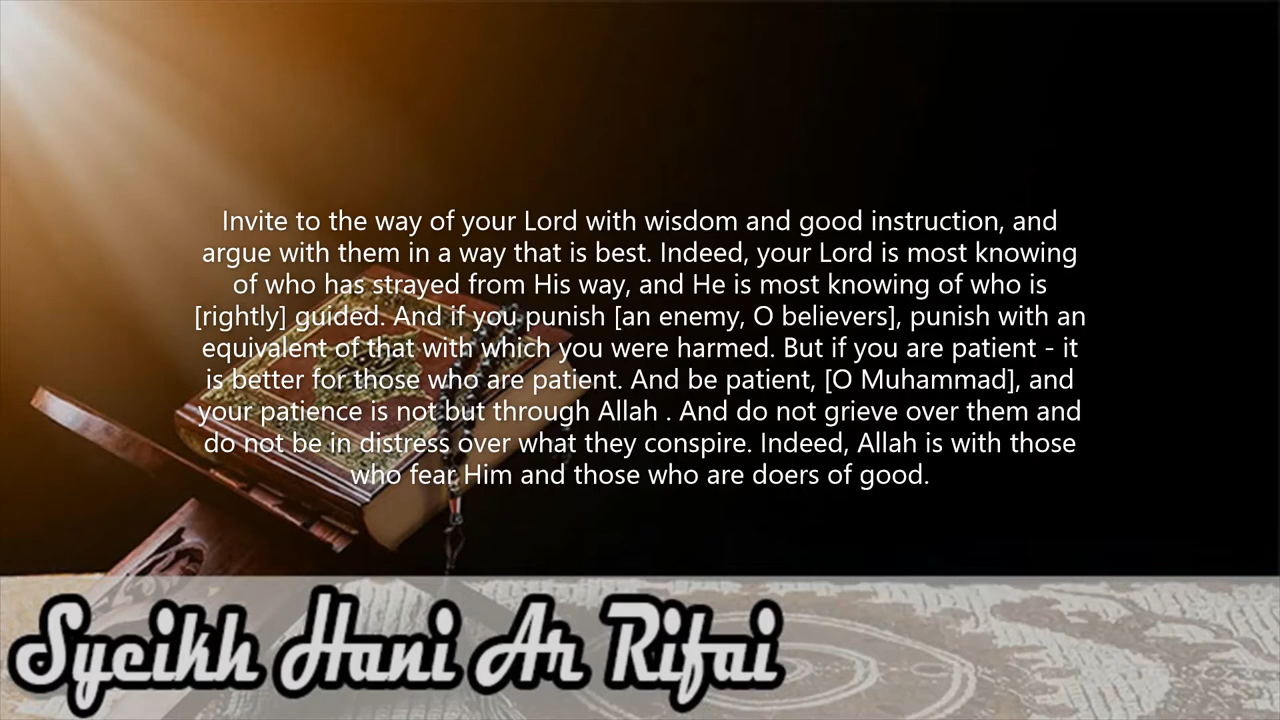 Invite to the way of your Lord with wisdom and good instruction, and
argue with them in a way that is best. Indeed, your Lord is most knowing
of who has strayed from His way, and He is most knowing of who is
[rightly] guided. And if you punish [an enemy, O believers], punish with an
equivalent of that with which you were harmed. But if you are patient - it
is better for those who are patient. And be patient, [O Muhammad], and
your patience is not but through Allah . And do not grieve over them and
do not be in distress over what they conspire. Indeed, Allah is with those
who fear Him and those who are doers of good.
Syeikh Hani Ar Rifai